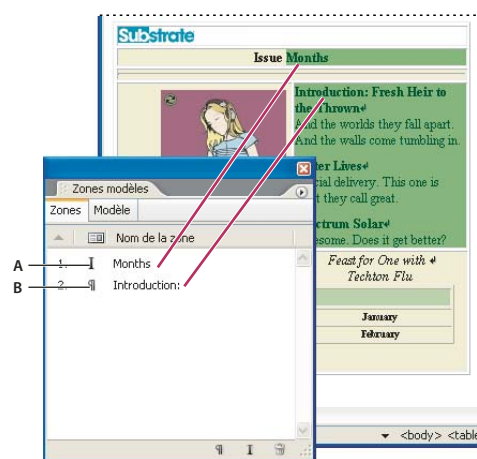 Substrate
Issue Months
Introduction: Fresh Heir to
the Thrown↵
And the worlds they fall apart.
And the walls come tumbling in.
ter Lives↵
cial delivery. This one is
t they call great.
ctrum Solar↵
esome. Does it get better?
Feast for One with ↵
Techton Flu
January
February
Zones modèles
Zones Modèle
Nom de la zone
A
1. I Months
B
2. ¶ Introduction:
¶ I
<body> <table